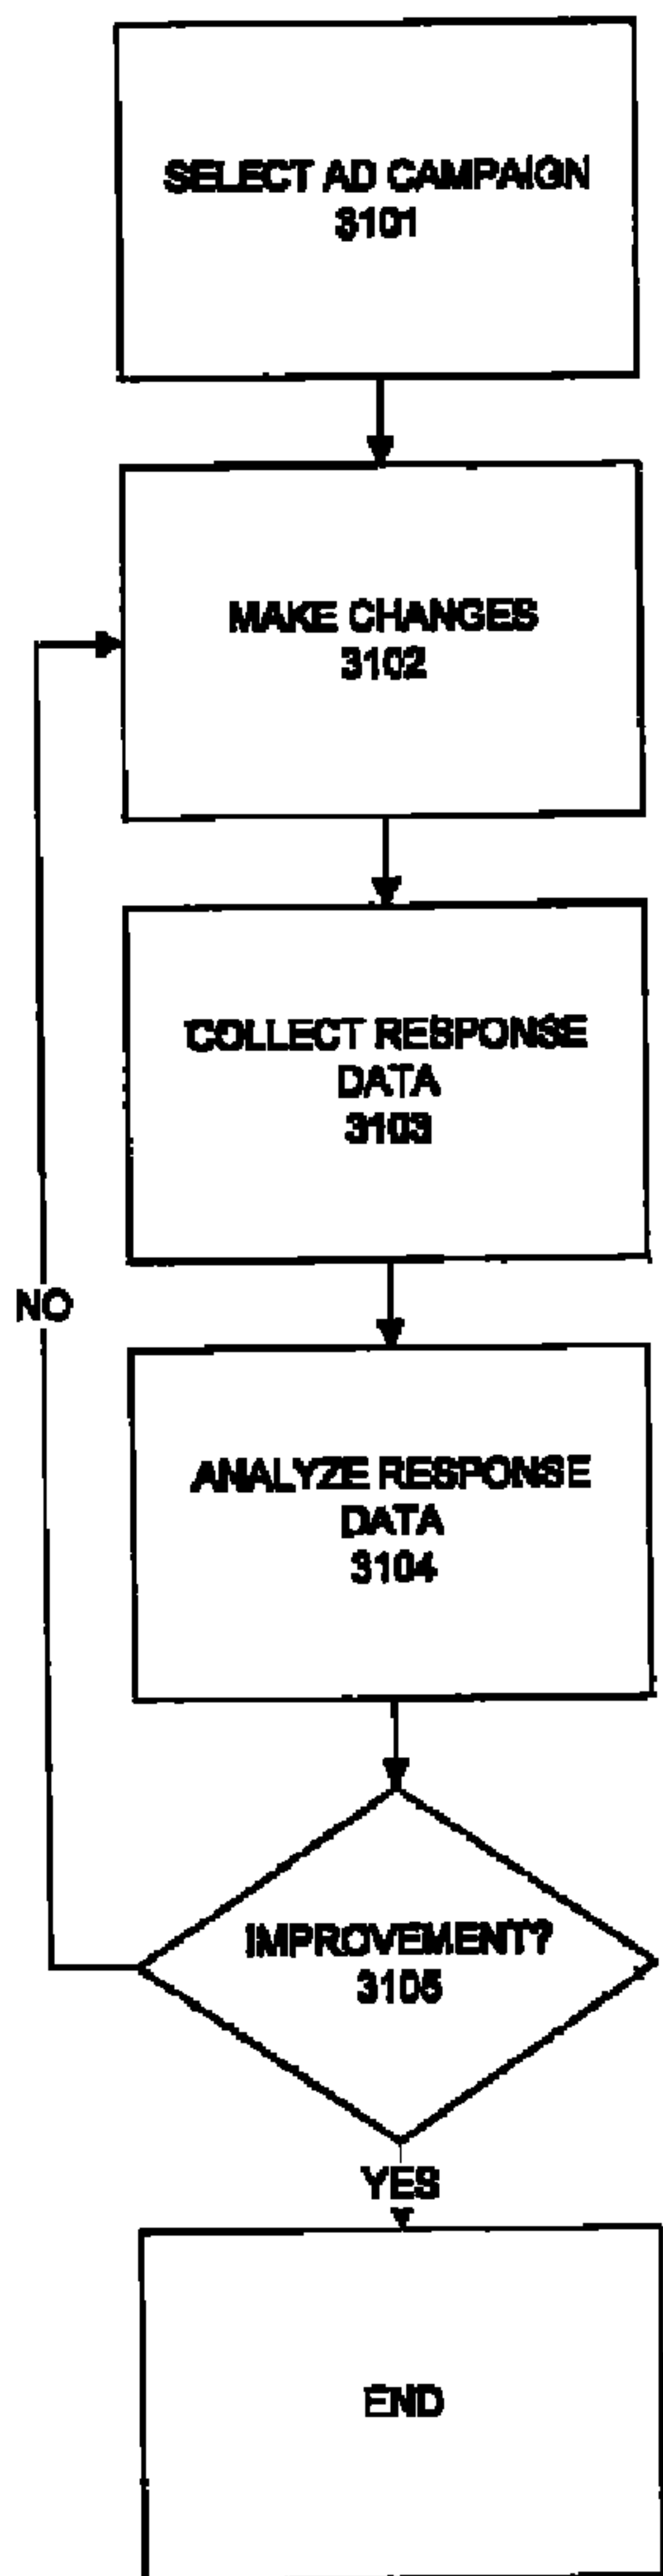 SELECT AD CAMPAIGN
3101
MAKE CHANGES
3102
COLLECT RESPONSE
DATA
3103
NO
ANALYZE RESPONSE
DATA
3104
IMPROVEMENT?
3105
YES
END